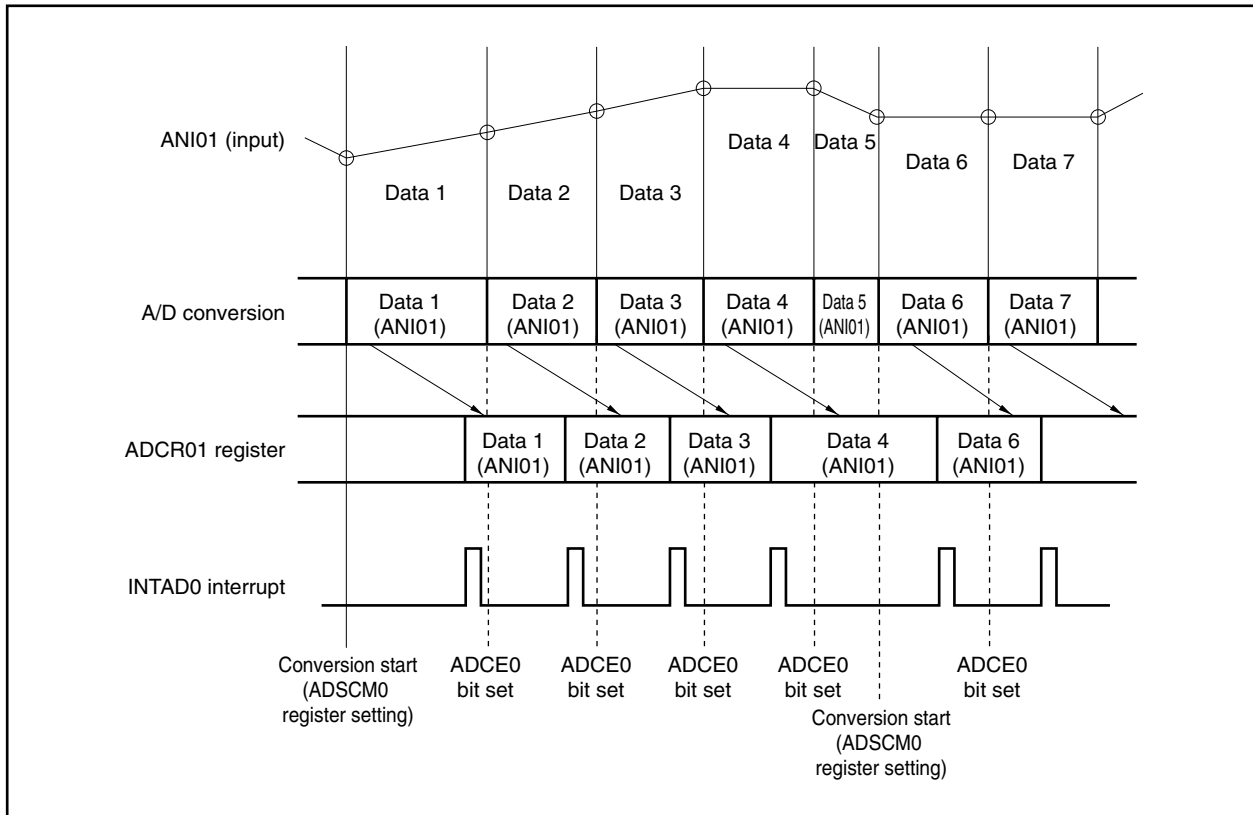 ANI01 (input)
Data 1
Data 2
Data 3
Data 4
Data 5
Data 6
Data 7
A/D conversion
Data 1
(ANI01)
Data 2
(ANI01)
Data 3
(ANI01)
Data 4
(ANI01)
Data 5
(ANI01)
Data 6
(ANI01)
Data 7
(ANI01)
ADCR01 register
Data 1
(ANI01)
Data 2
(ANI01)
Data 3
(ANI01)
Data 4
(ANI01)
Data 6
(ANI01)
INTAD0 interrupt
Conversion start
(ADSCM0
register setting)
ADCE0
bit set
ADCE0
bit set
ADCE0
bit set
ADCE0
bit set
Conversion start
(ADSCM0
register setting)
ADCE0
bit set